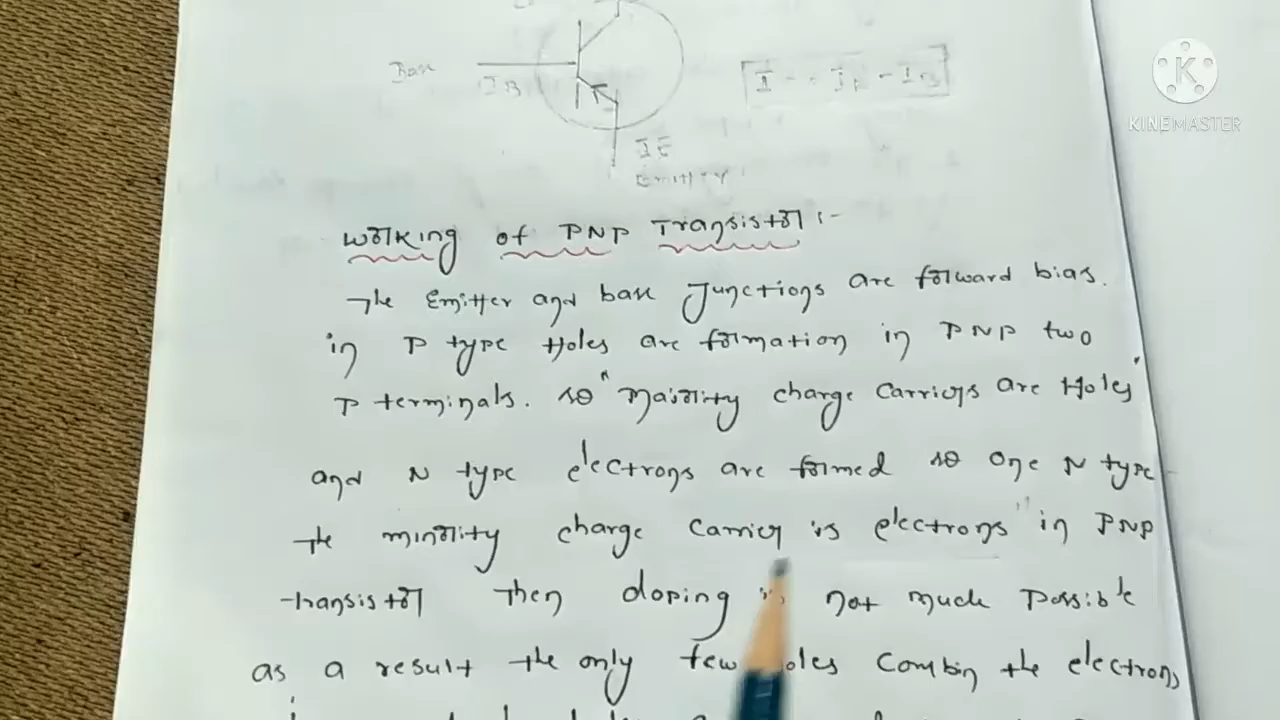 Base
IB
IE
Emitter
KINEMASTER
Working of PNP Transistor :-
The Emitter and base Junctions are forward bias.
in P type Holes are formation in PNP two
P terminals. so "majority charge carriers are Holes"
and N type electrons are formed so one N type
the minority charge carrier is electrons" in PNP
transistor then doping is not much possible
as a result the only few holes combin the electrons